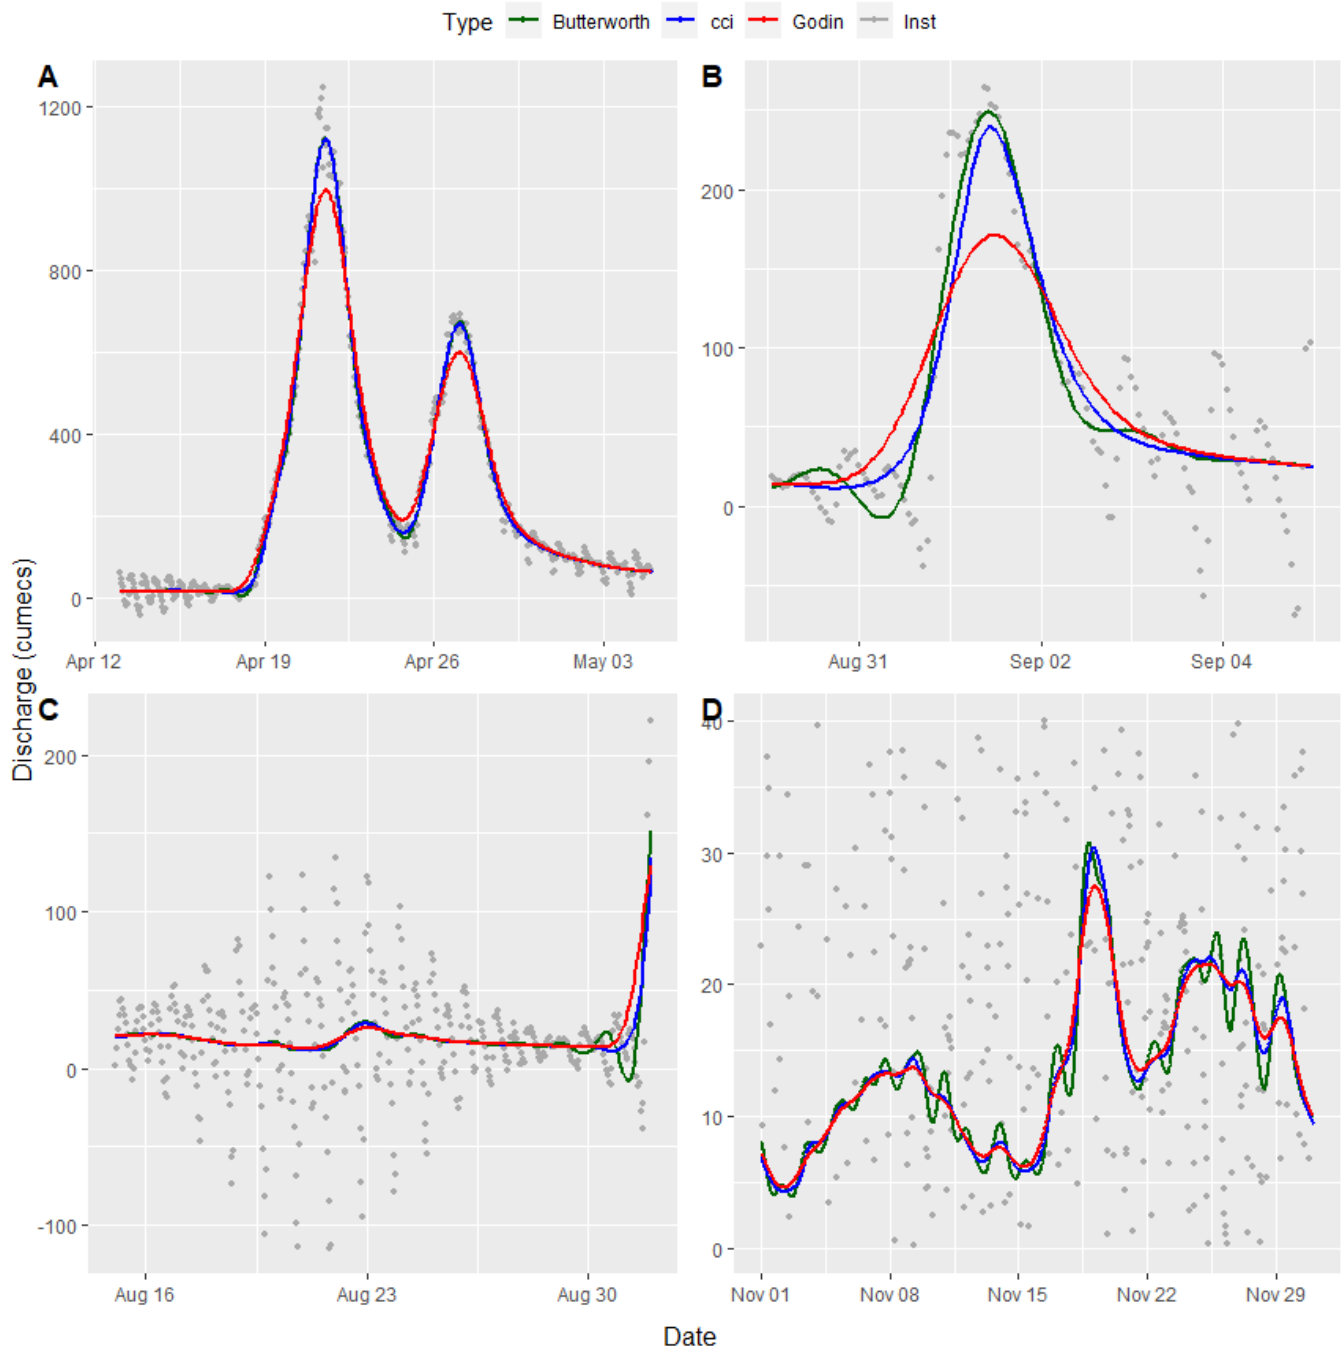 Type Butterworth cci Godin Inst
A
1200
800
400
0
Apr 12 Apr 19 Apr 26 May 03
B
200
100
0
Aug 31 Sep 02 Sep 04
Discharge (cumecs)
C
200
100
0
-100
Aug 16 Aug 23 Aug 30
D
40
30
20
10
0
Nov 01 Nov 08 Nov 15 Nov 22 Nov 29
Date